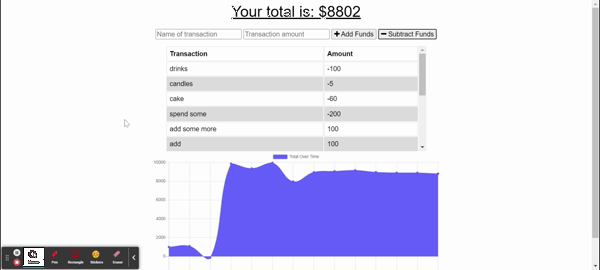 Your total is: $8802
Name of transaction Transaction amount Add Funds Subtract Funds
Transaction Amount
drinks -100
candles -5
cake -60
spend some -200
add some more 100
add 100
Total Over Time
10000
8000
6000
4000
2000
0
Pen Rectangle Stickers Eraser